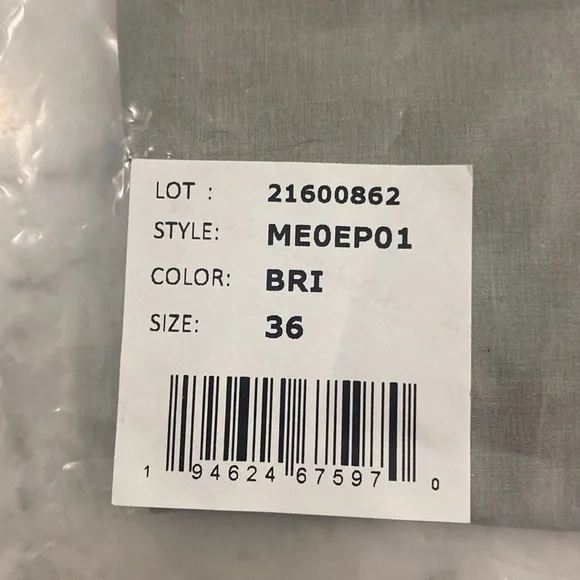 LOT : 21600862
STYLE: ME0EP01
COLOR: BRI
SIZE: 36
1 94624 67597 0